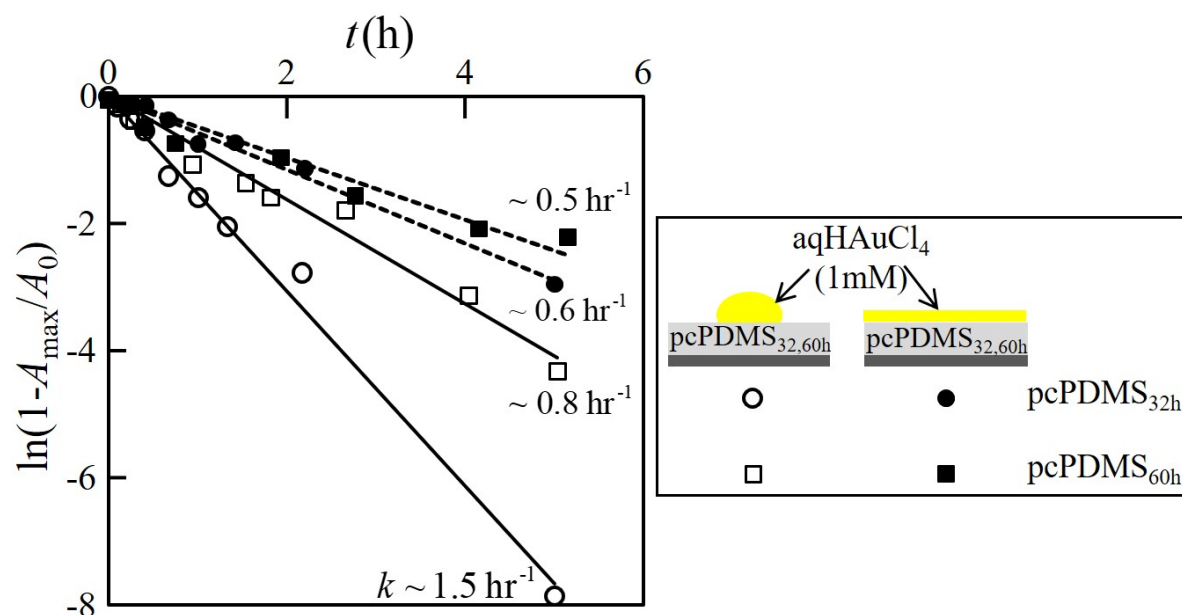 t(h)
0 2 4 6
0
-2
-4
-6
-8
ln(1-A_max/A_0)
~ 0.5 hr⁻¹
~ 0.6 hr⁻¹
~ 0.8 hr⁻¹
k ~ 1.5 hr⁻¹
aqHAuCl₄
(1mM)
pcPDMS₃₂,₆₀ₕ pcPDMS₃₂,₆₀ₕ
pcPDMS₃₂ₕ
pcPDMS₆₀ₕ